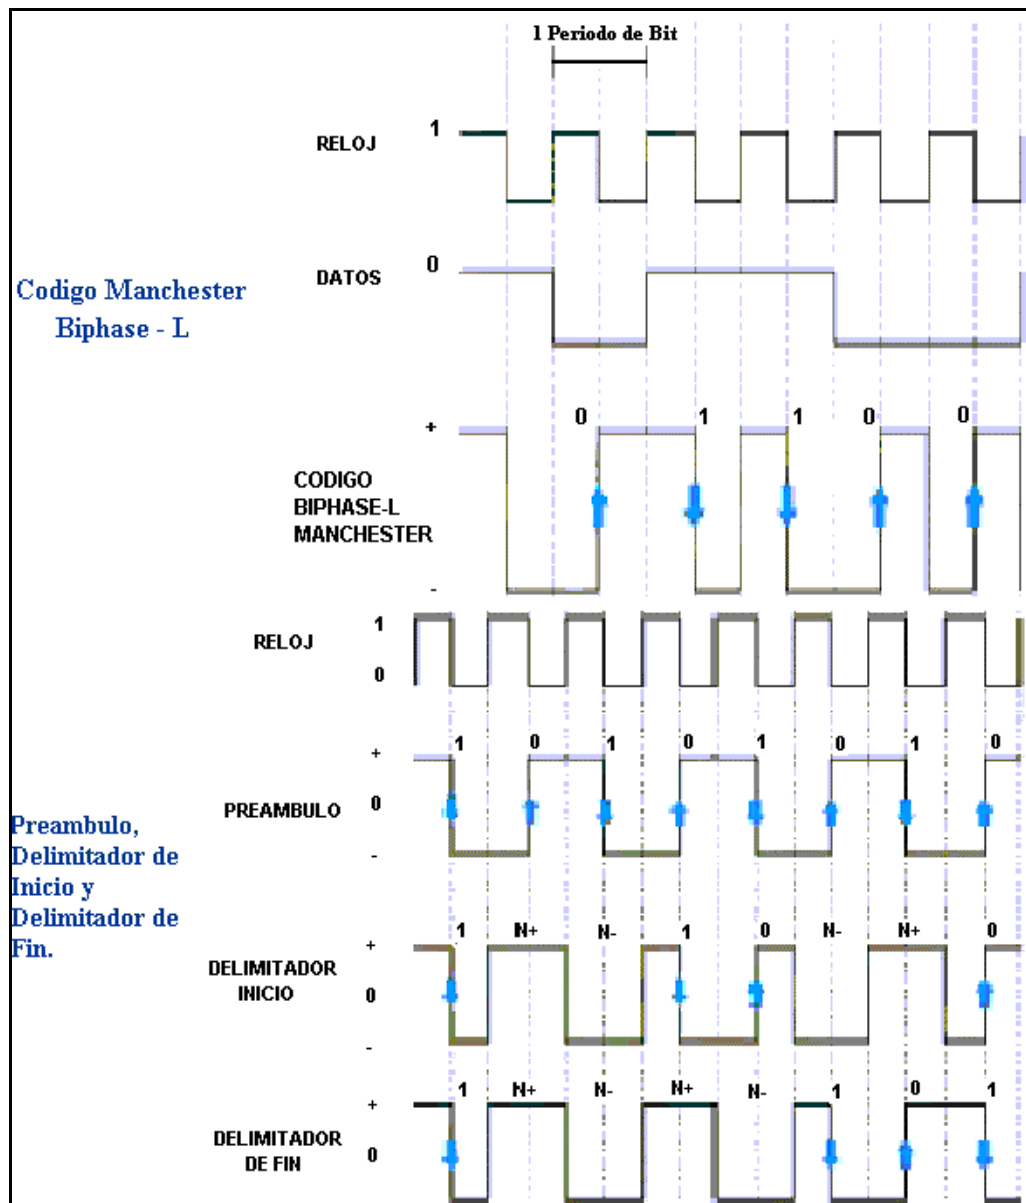 1 Periodo de Bit
RELOJ 1
DATOS 0
Codigo Manchester
Biphase - L
0 1 1 0 0
+
CODIGO
BIPHASE-L
MANCHESTER
-
RELOJ 1
0
1 0 1 0 1 0 1 0
+
PREAMBULO 0
-
Preambulo,
Delimitador de
Inicio y
Delimitador de
Fin.
1 N+ N- 1 0 N- N+ 0
+
DELIMITADOR
INICIO 0
-
1 N+ N- N+ N- 1 0 1
+
DELIMITADOR
DE FIN 0